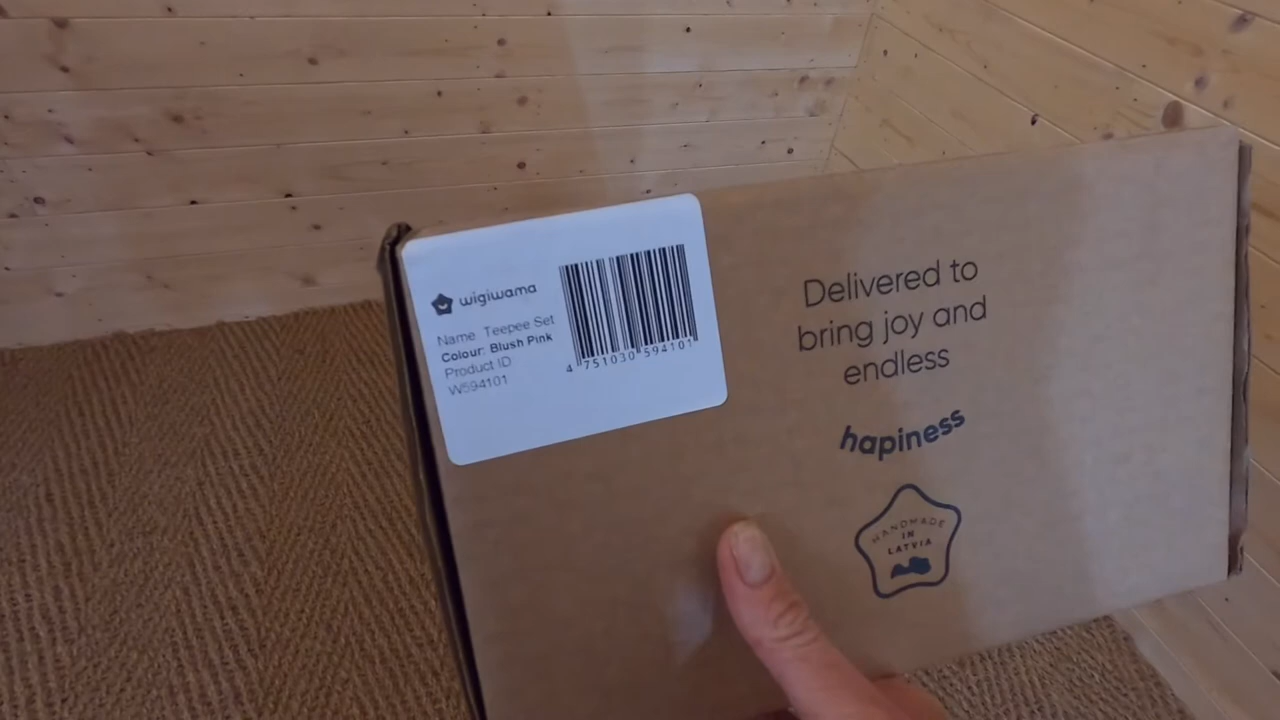 wigiwama
Name Teepee Set
Colour: Blush Pink
Product ID
W594101
4 751030 594101
Delivered to
bring joy and
endless
hapiness
HANDMADE
IN
LATVIA